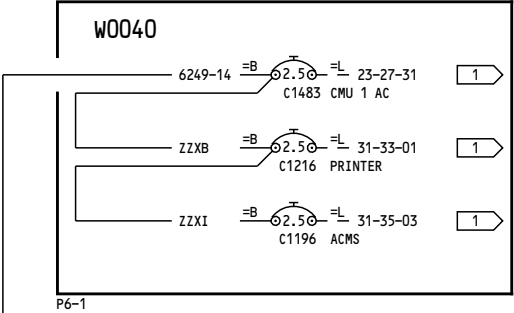 W0040
6249-14 =B 2.5 =L 23-27-31 1
C1483 CMU 1 AC
ZZXB =B 2.5 =L 31-33-01 1
C1216 PRINTER
ZZXI =B 2.5 =L 31-35-03 1
C1196 ACMS
P6-1